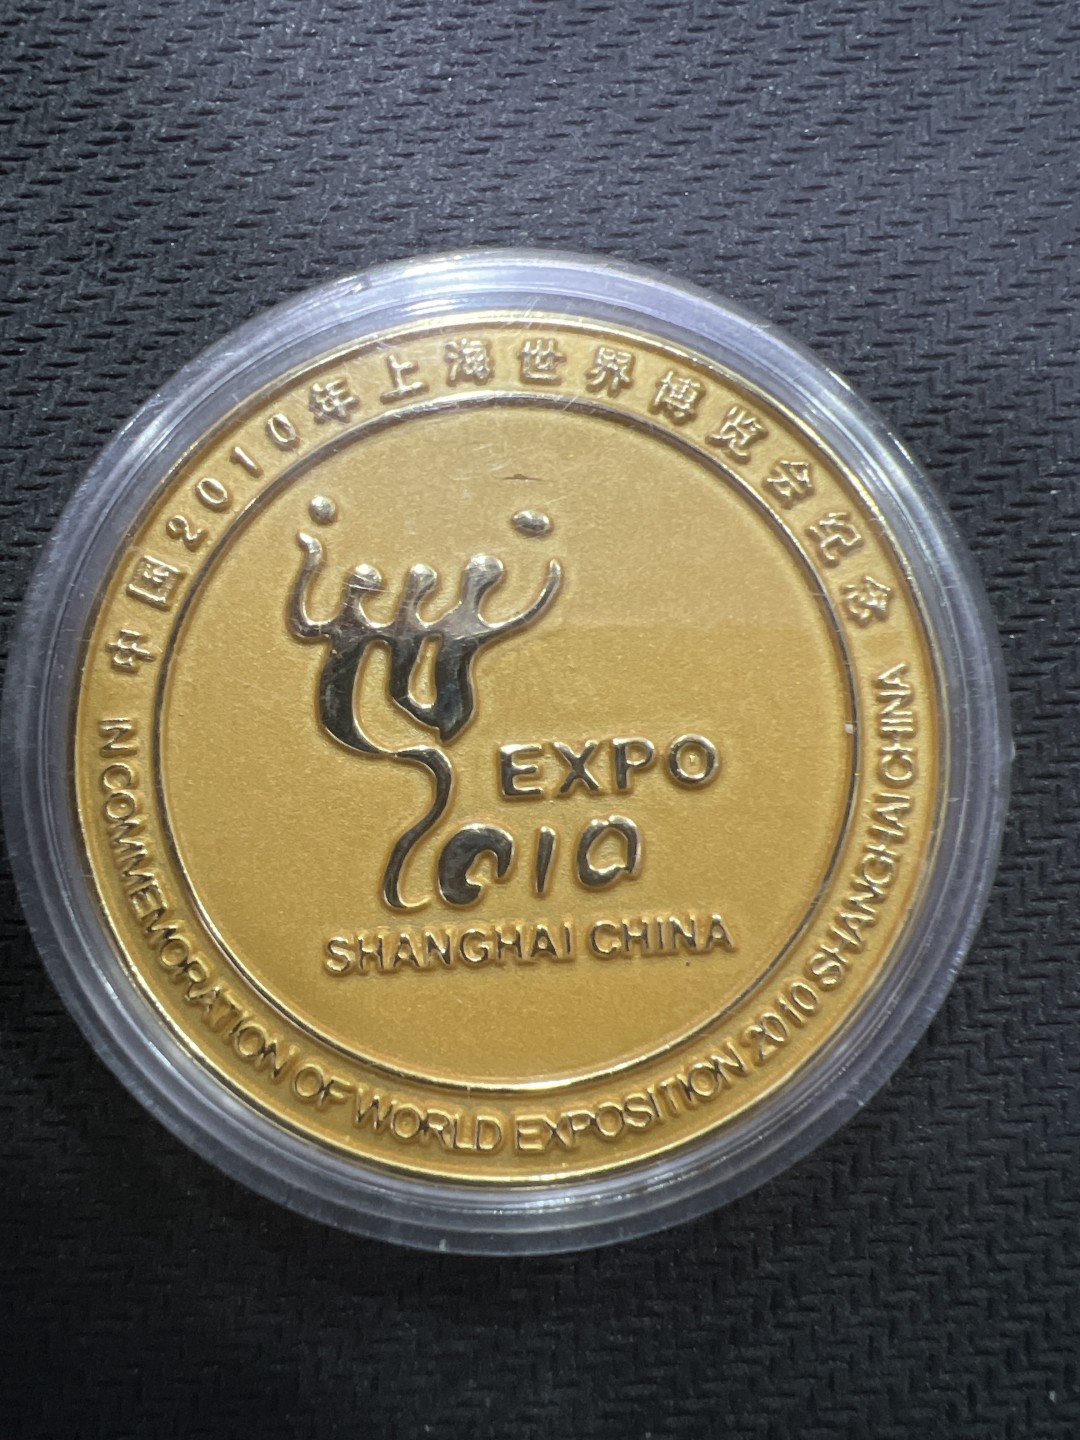 中国2010年上海世界博览会纪念
EXPO
2010
SHANGHAI CHINA
IN COMMEMORATION OF WORLD EXPOSITION 2010 SHANGHAI CHINA